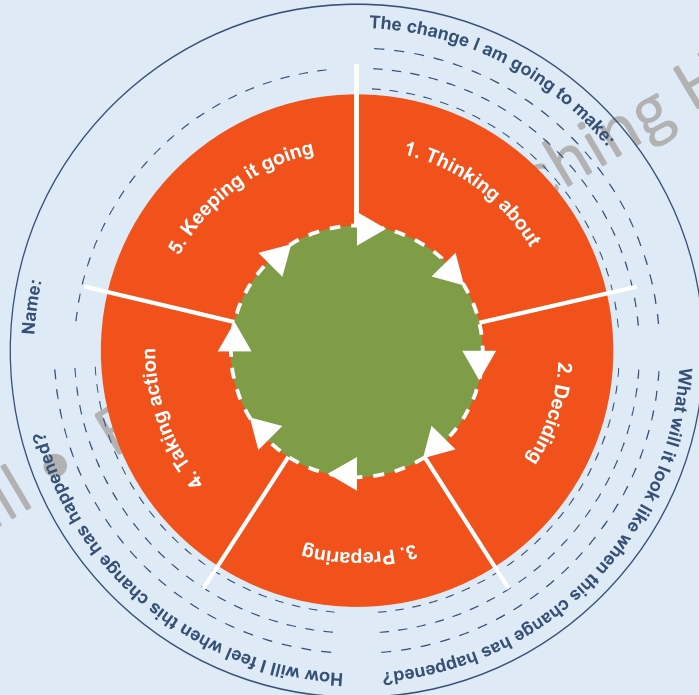 The change I am going to make:
1. Thinking about
2. Deciding
3. Preparing
4. Taking action
5. Keeping it going
What will it look like when this change has happened?
How will I feel when this change has happened?
Name: